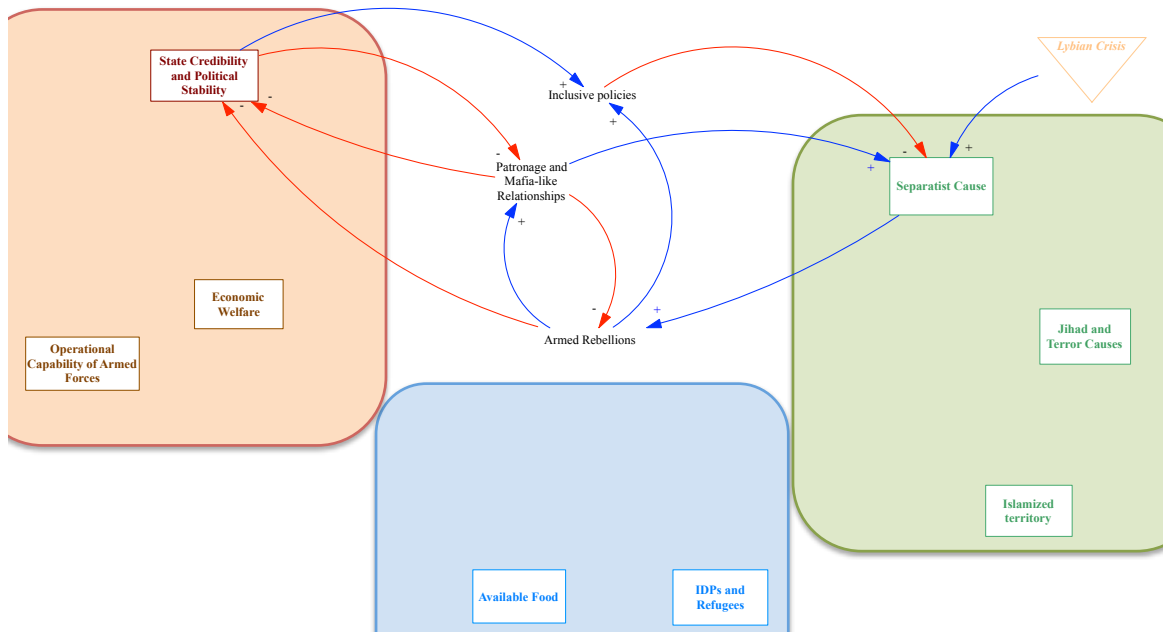 Lybian Crisis
State Credibility
and Political
Stability
-
-
+
Inclusive policies
+
-
Patronage and
Mafia-like
Relationships
+
-
+
-
+
Separatist Cause
Economic
Welfare
Operational
Capability of Armed
Forces
-
+
Armed Rebellions
Jihad and
Terror Causes
Islamized
territory
Available Food
IDPs and
Refugees